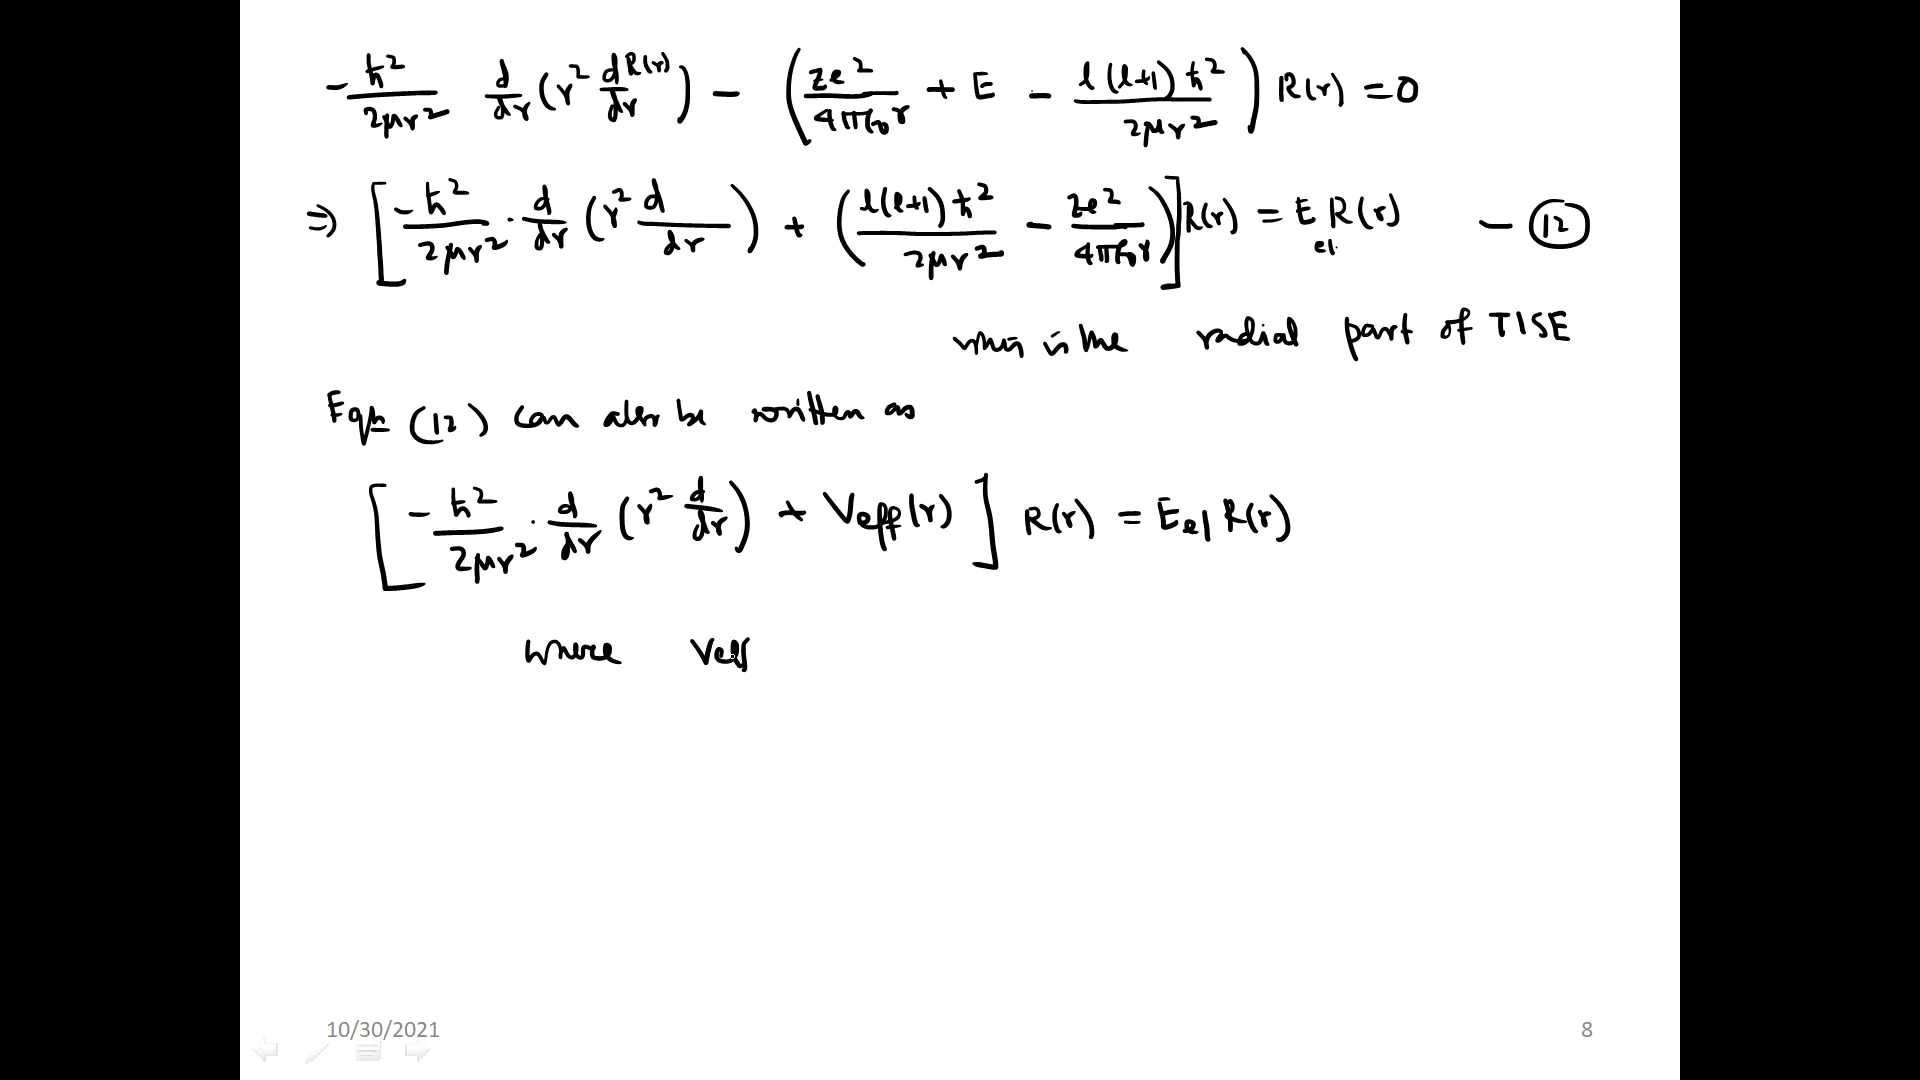 -ħ²/2μr² d/dr (r² dR(r)/dr) - (ze²/4πε₀r + E - l(l+1)ħ²/2μr²) R(r) = 0
⇒ [-ħ²/2μr² · d/dr (r² d/dr) + (l(l+1)ħ²/2μr² - ze²/4πε₀r)] R(r) = E_el R(r) - (12)
This is the radial part of TISE
Eqn (12) can also be written as
[-ħ²/2μr² · d/dr (r² d/dr) + V_eff(r)] R(r) = E_el R(r)
where Veff
10/30/2021 8